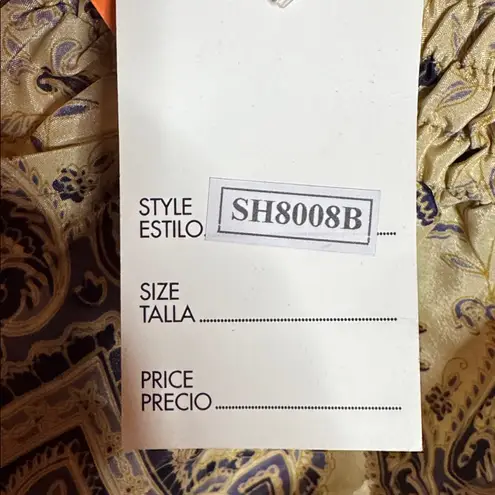 STYLE
ESTILO SH8008B
SIZE
TALLA
PRICE
PRECIO